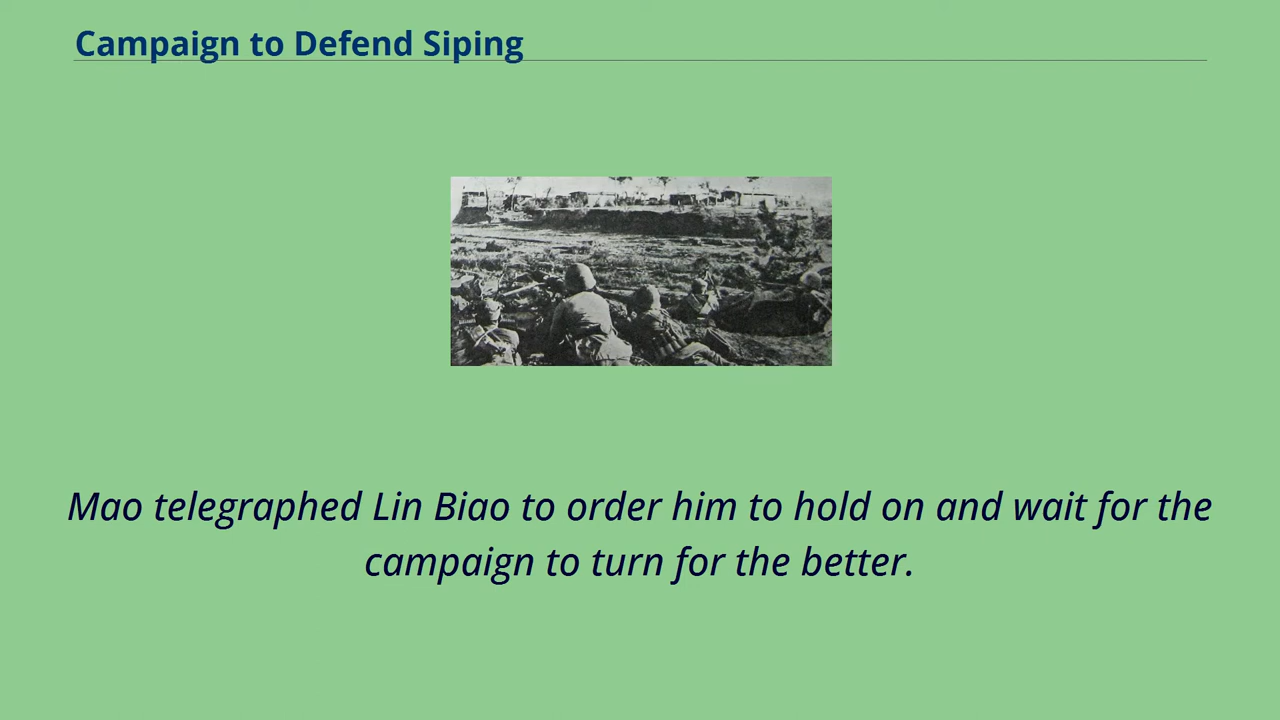 Campaign to Defend Siping
Mao telegraphed Lin Biao to order him to hold on and wait for the
campaign to turn for the better.